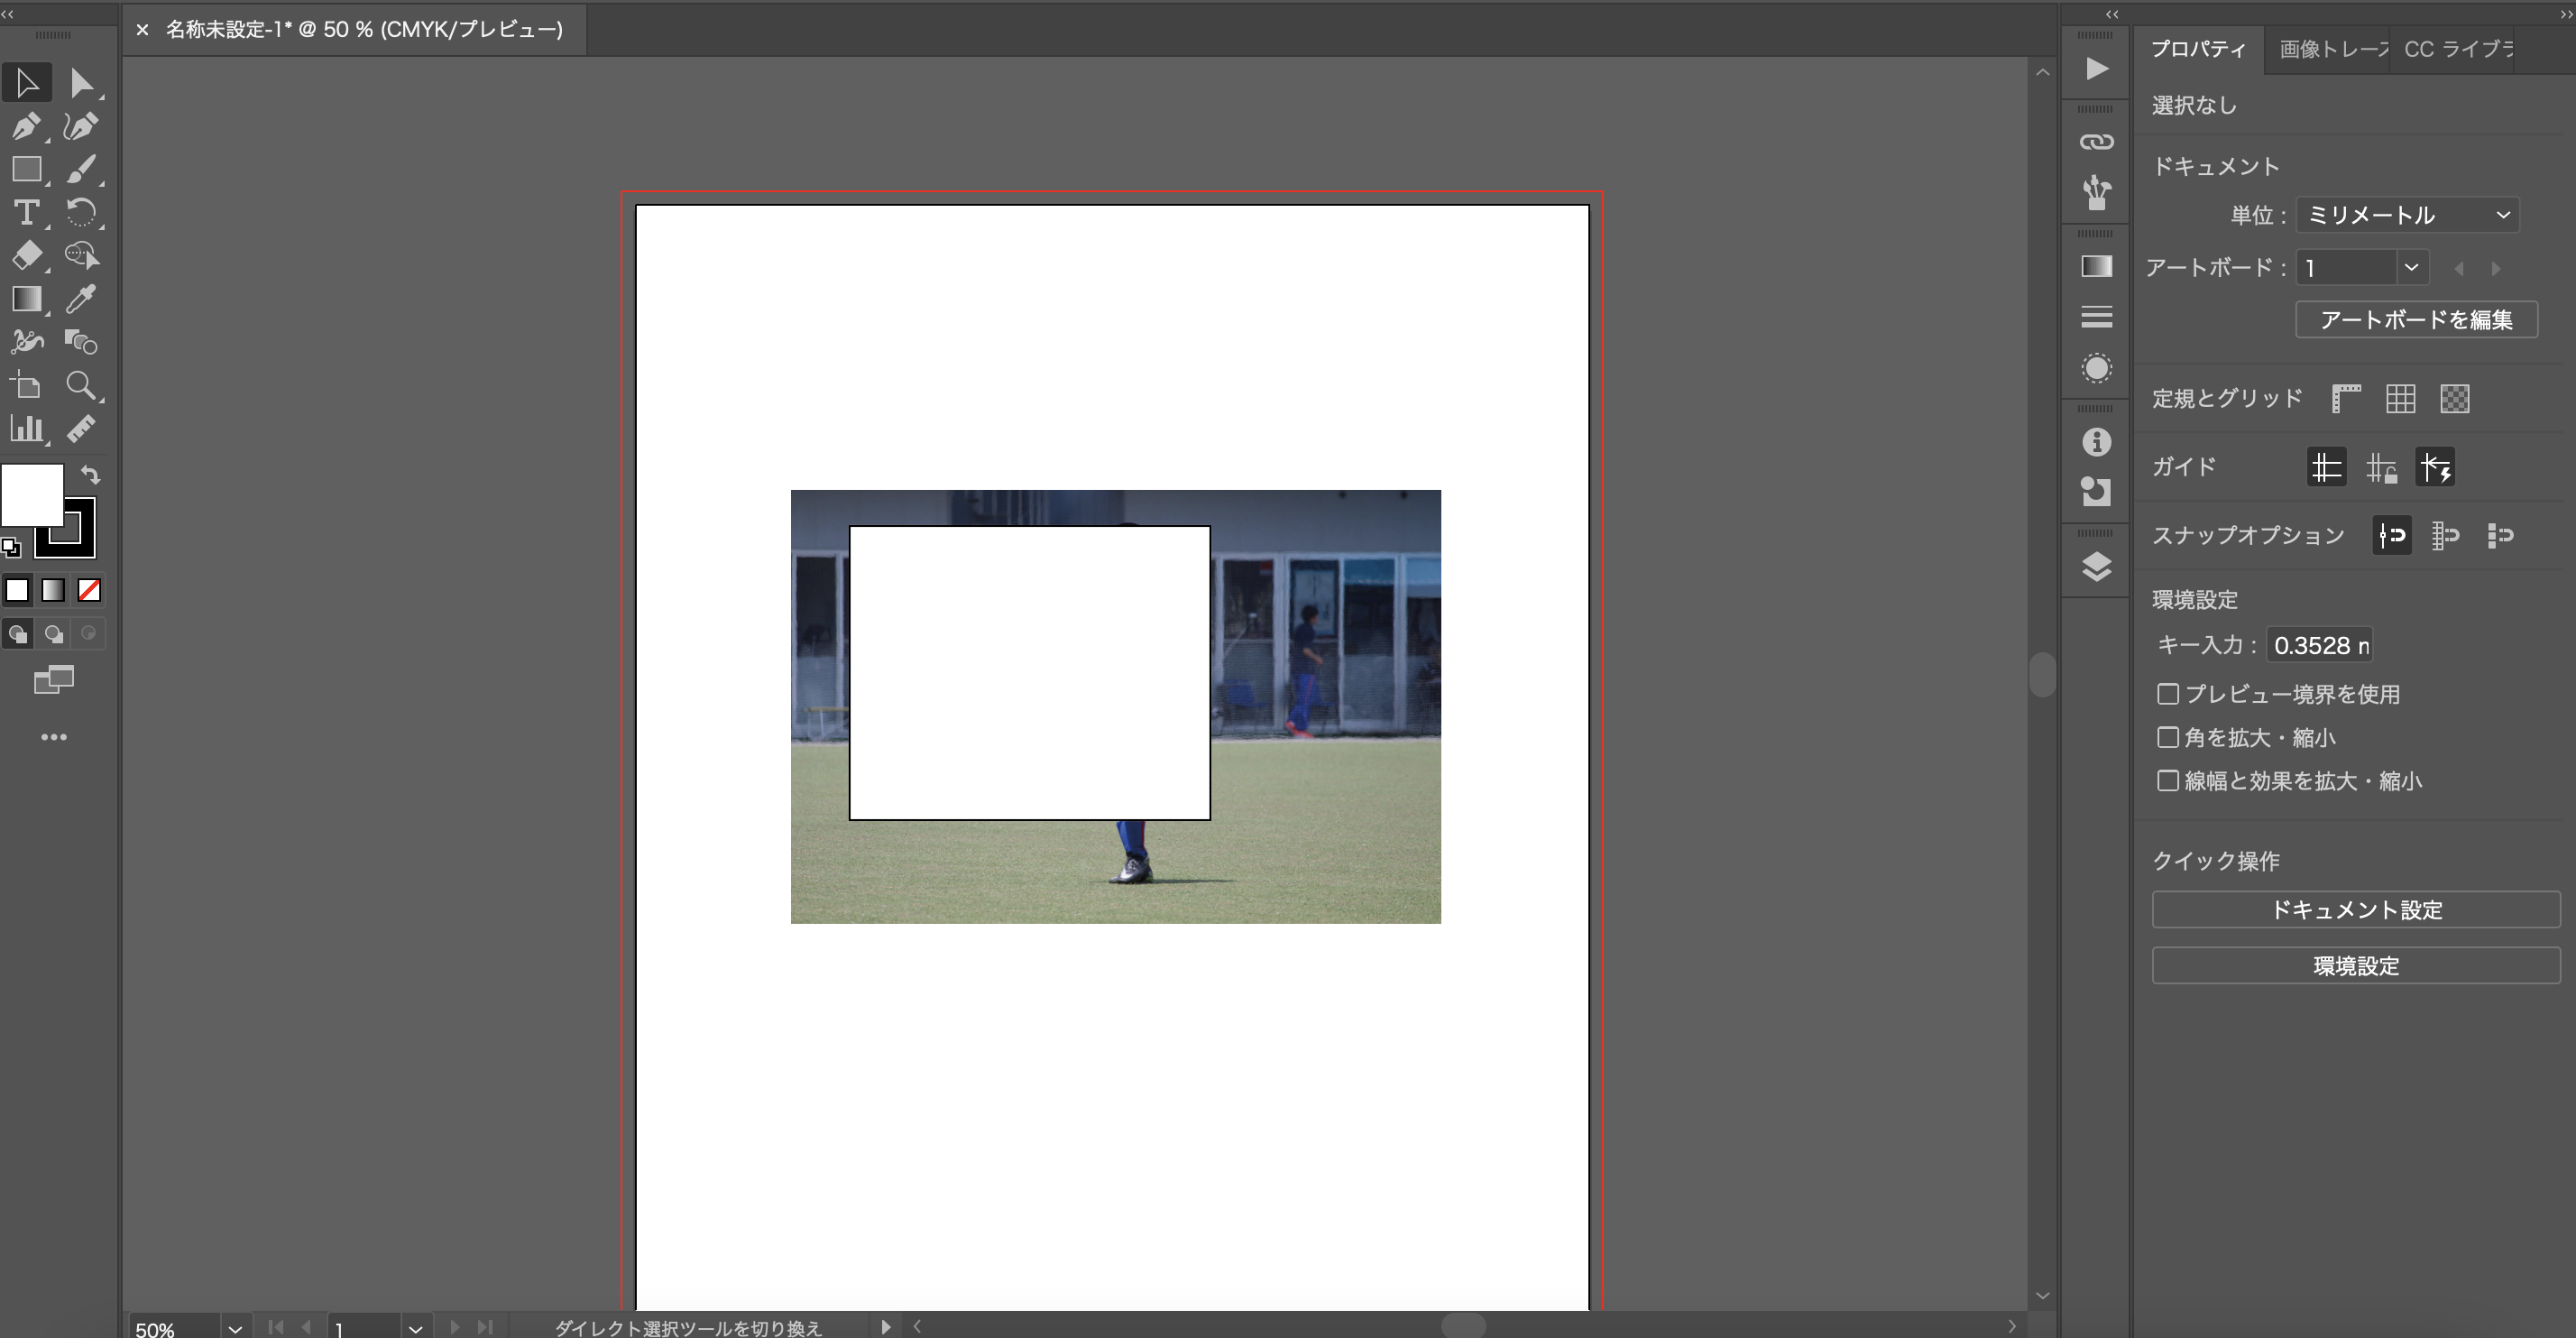 名称未設定-1* @ 50 % (CMYK/プレビュー)
プロパティ 画像トレース CC ライブラ
選択なし
ドキュメント
単位： ミリメートル
アートボード： 1
アートボードを編集
定規とグリッド
ガイド
スナップオプション
環境設定
キー入力： 0.3528 m
プレビュー境界を使用
角を拡大・縮小
線幅と効果を拡大・縮小
クイック操作
ドキュメント設定
環境設定
50% 1 ダイレクト選択ツールを切り換え